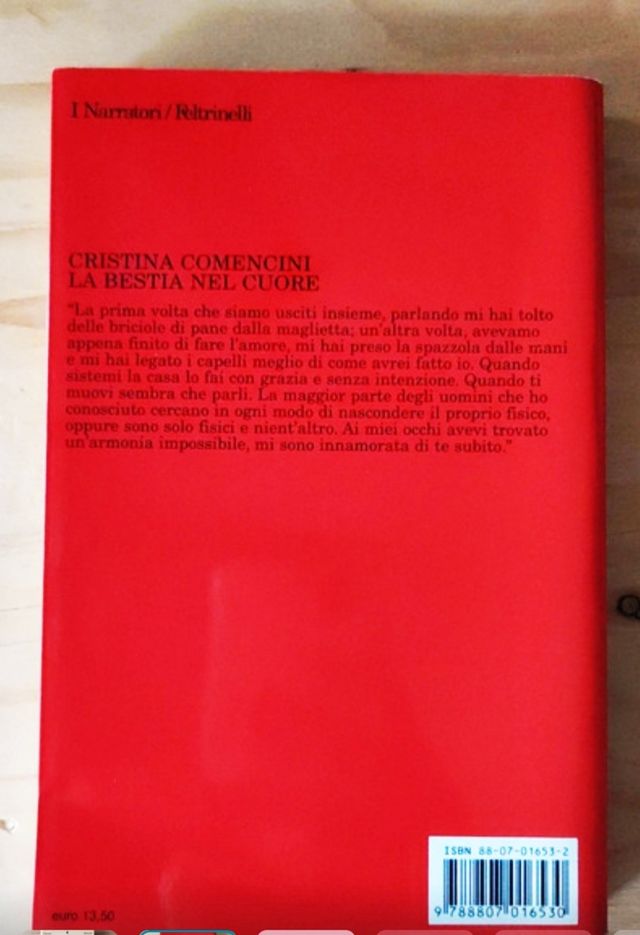 I Narratori / Feltrinelli
CRISTINA COMENCINI
LA BESTIA NEL CUORE
“La prima volta che siamo usciti insieme, parlando mi hai tolto
delle briciole di pane dalla maglietta; un'altra volta, avevamo
appena finito di fare l'amore, mi hai preso la spazzola dalle mani
e mi hai legato i capelli meglio di come avrei fatto io. Quando
sistemi la casa lo fai con grazia e senza intenzione. Quando ti
muovi sembra che parli. La maggior parte degli uomini che ho
conosciuto cercano in ogni modo di nascondere il proprio fisico,
oppure sono solo fisici e nient'altro. Ai miei occhi avevi trovato
un'armonia impossibile, mi sono innamorata di te subito.”
ISBN 88-07-01653-2
9 788807 016530
euro 13,50